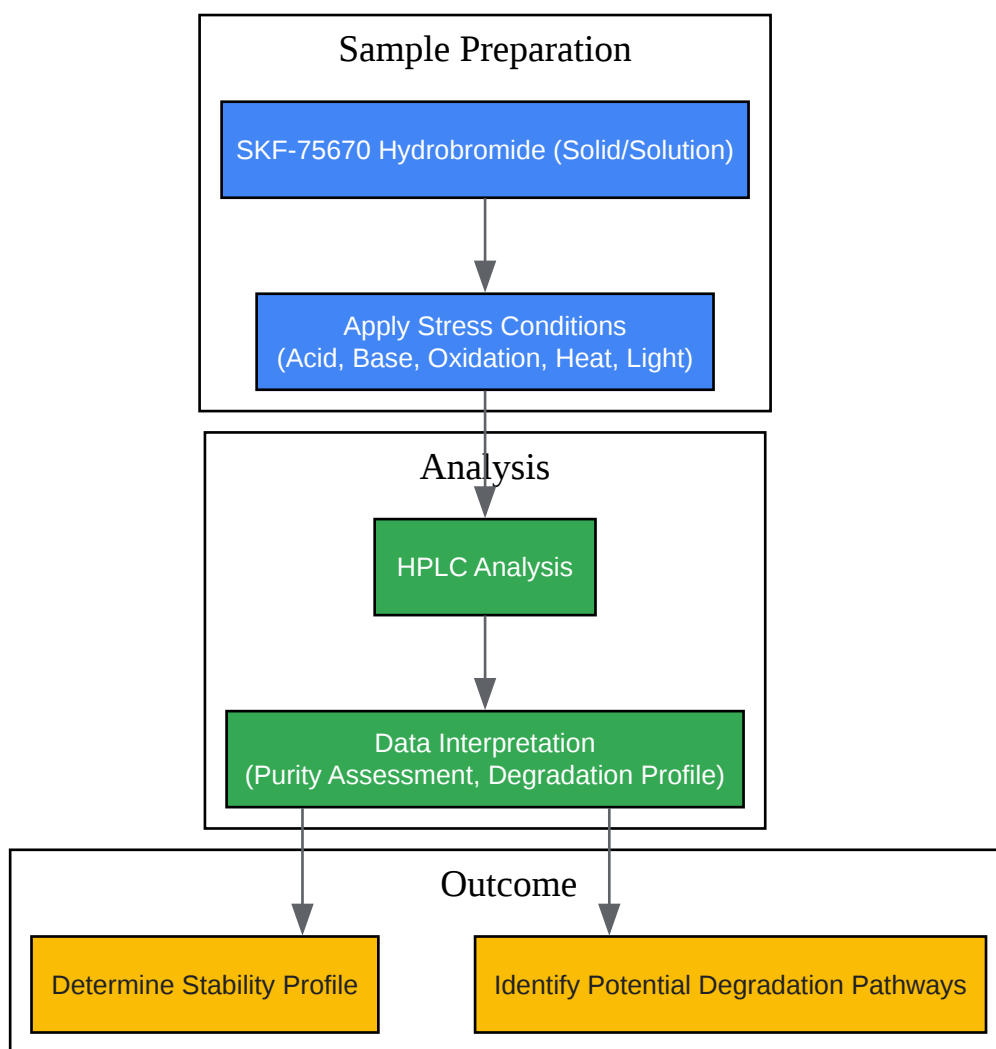 Sample Preparation
SKF-75670 Hydrobromide (Solid/Solution)
Apply Stress Conditions
(Acid, Base, Oxidation, Heat, Light)
Analysis
HPLC Analysis
Data Interpretation
(Purity Assessment, Degradation Profile)
Outcome
Determine Stability Profile
Identify Potential Degradation Pathways